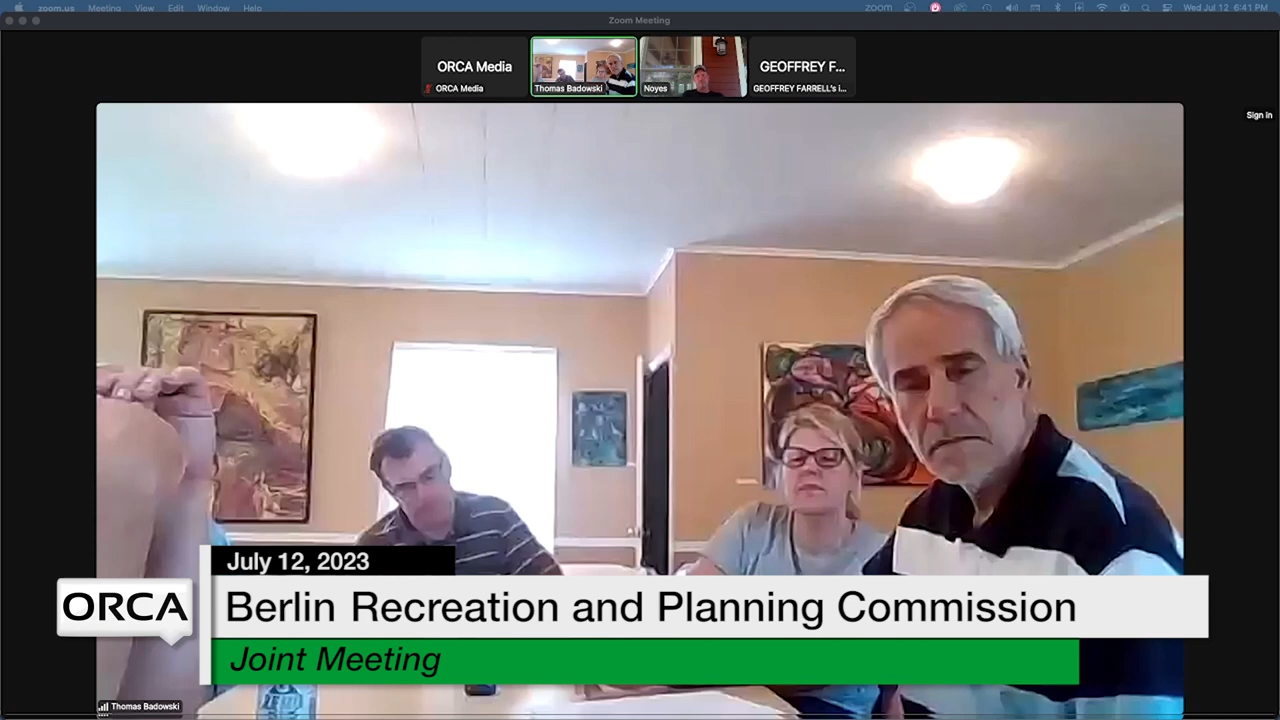 zoom.us Meeting View Edit Window Help
zoom Wed Jul 12 6:41 PM
Zoom Meeting
ORCA Media
ORCA Media
Thomas Badowski
Noyes
GEOFFREY F...
GEOFFREY FARRELL's i...
Sign in
July 12, 2023
ORCA
Berlin Recreation and Planning Commission
Joint Meeting
Thomas Badowski